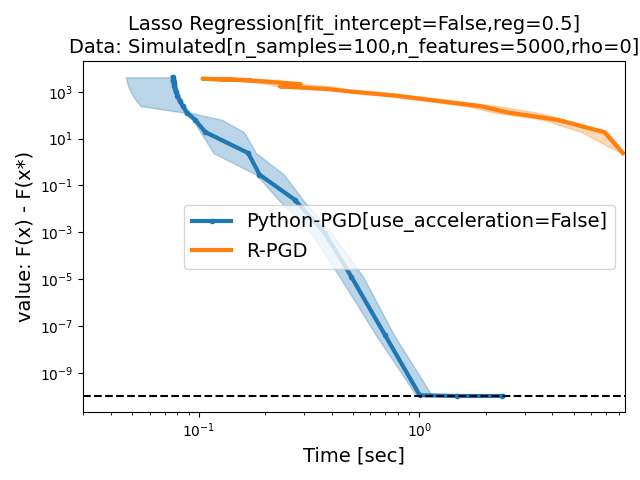 Lasso Regression[fit_intercept=False,reg=0.5]
Data: Simulated[n_samples=100,n_features=5000,rho=0]
value: F(x) - F(x*)
10³
10¹
10⁻¹
10⁻³
10⁻⁵
10⁻⁷
10⁻⁹
Python-PGD[use_acceleration=False]
R-PGD
10⁻¹
10⁰
Time [sec]